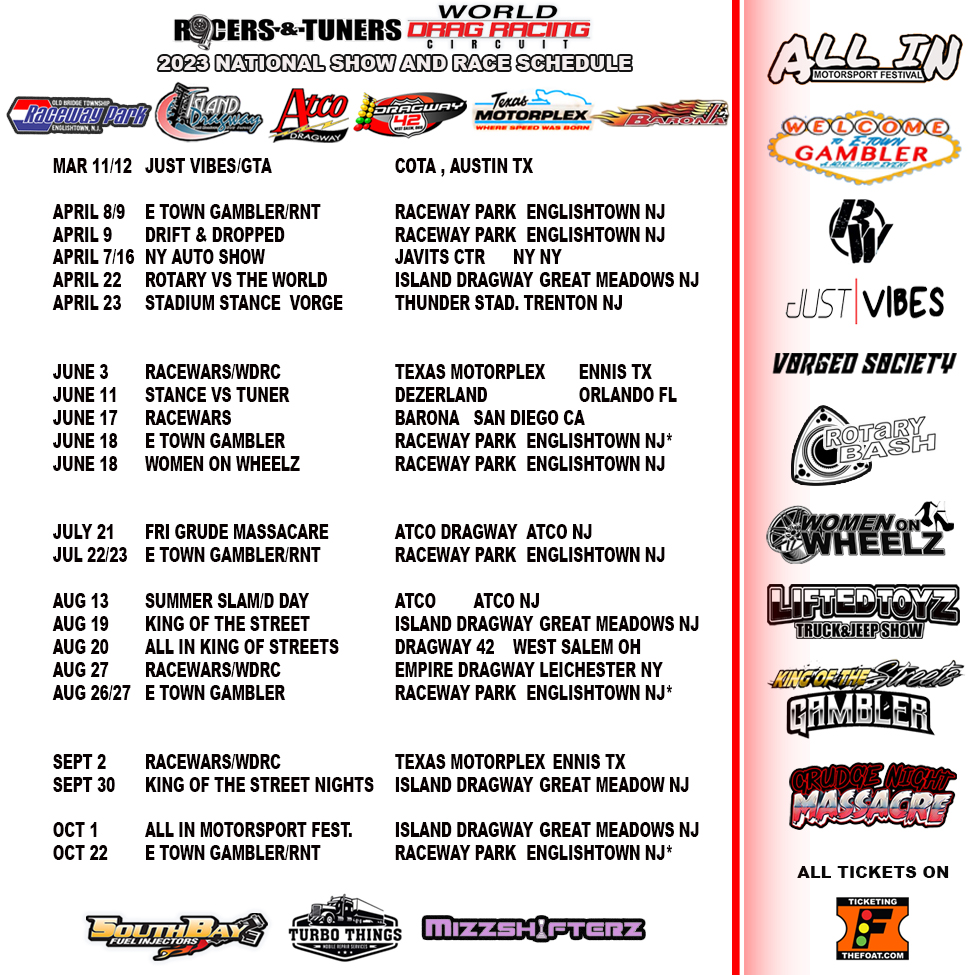 RACERS-&-TUNERS WORLD DRAG RACING CIRCUIT
2023 NATIONAL SHOW AND RACE SCHEDULE
OLD BRIDGE TOWNSHIP
Raceway Park
ENGLISHTOWN, N.J.
ISLAND Dragway
Atco
DRAGWAY
DRAGWAY
42
WEST SALEM, OHIO
Texas
MOTORPLEX
WHERE SPEED WAS BORN
BARONA
MAR 11/12 JUST VIBES/GTA COTA , AUSTIN TX
APRIL 8/9 E TOWN GAMBLER/RNT RACEWAY PARK ENGLISHTOWN NJ
APRIL 9 DRIFT & DROPPED RACEWAY PARK ENGLISHTOWN NJ
APRIL 7/16 NY AUTO SHOW JAVITS CTR NY NY
APRIL 22 ROTARY VS THE WORLD ISLAND DRAGWAY GREAT MEADOWS NJ
APRIL 23 STADIUM STANCE VORGE THUNDER STAD. TRENTON NJ
JUNE 3 RACEWARS/WDRC TEXAS MOTORPLEX ENNIS TX
JUNE 11 STANCE VS TUNER DEZERLAND ORLANDO FL
JUNE 17 RACEWARS BARONA SAN DIEGO CA
JUNE 18 E TOWN GAMBLER RACEWAY PARK ENGLISHTOWN NJ*
JUNE 18 WOMEN ON WHEELZ RACEWAY PARK ENGLISHTOWN NJ
JULY 21 FRI GRUDE MASSACARE ATCO DRAGWAY ATCO NJ
JUL 22/23 E TOWN GAMBLER/RNT RACEWAY PARK ENGLISHTOWN NJ
AUG 13 SUMMER SLAM/D DAY ATCO ATCO NJ
AUG 19 KING OF THE STREET ISLAND DRAGWAY GREAT MEADOWS NJ
AUG 20 ALL IN KING OF STREETS DRAGWAY 42 WEST SALEM OH
AUG 27 RACEWARS/WDRC EMPIRE DRAGWAY LEICHESTER NY
AUG 26/27 E TOWN GAMBLER RACEWAY PARK ENGLISHTOWN NJ*
SEPT 2 RACEWARS/WDRC TEXAS MOTORPLEX ENNIS TX
SEPT 30 KING OF THE STREET NIGHTS ISLAND DRAGWAY GREAT MEADOW NJ
OCT 1 ALL IN MOTORSPORT FEST. ISLAND DRAGWAY GREAT MEADOWS NJ
OCT 22 E TOWN GAMBLER/RNT RACEWAY PARK ENGLISHTOWN NJ*
SOUTHBAY
FUEL INJECTORS
TURBO THINGS
MOBILE REPAIR SERVICES
MIZZSHIFTERZ
ALL IN
MOTORSPORT FESTIVAL
WELCOME
TO E-TOWN
GAMBLER
RW
JUST VIBES
VORGED SOCIETY
ROTARY
BASH
WOMEN ON
WHEELZ
LIFTEDTOYZ
TRUCK&JEEP SHOW
KING OF THE Streets
GAMBLER
GRUDGE NIGHT
MASSACRE
ALL TICKETS ON
TICKETING
F
THEFOAT.COM